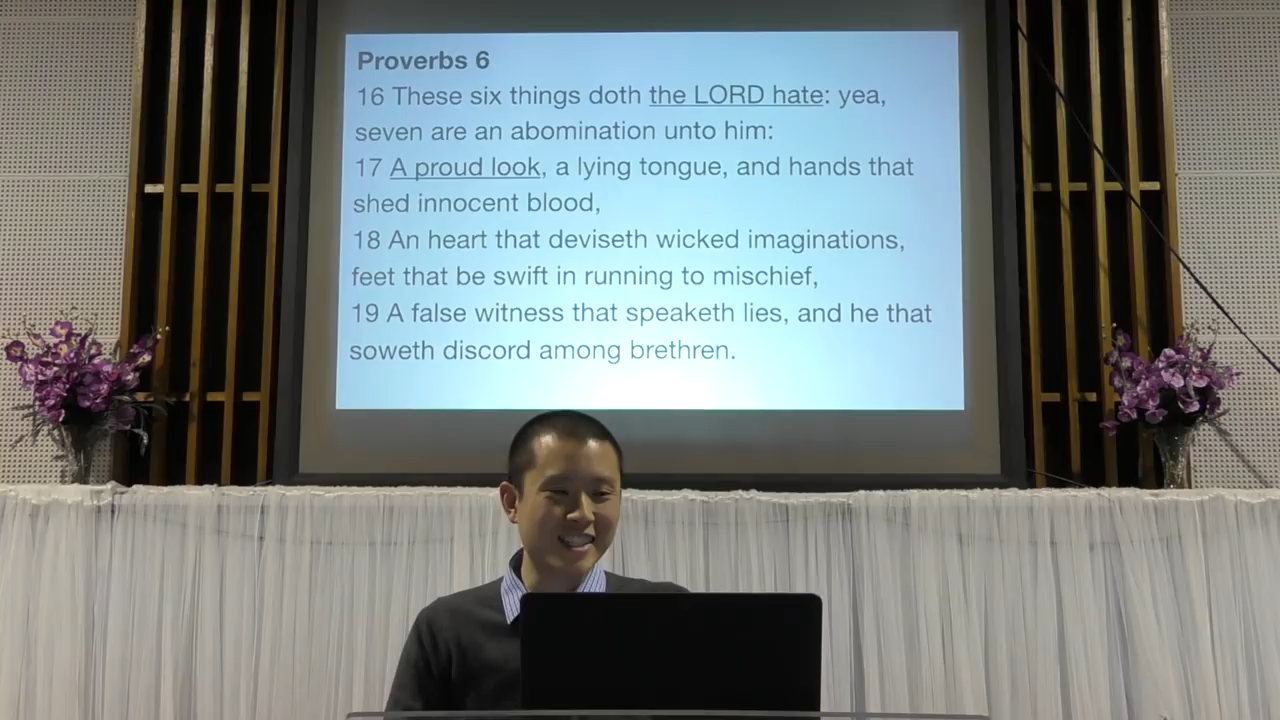 Proverbs 6
16 These six things doth the LORD hate: yea,
seven are an abomination unto him:
17 A proud look, a lying tongue, and hands that
shed innocent blood,
18 An heart that deviseth wicked imaginations,
feet that be swift in running to mischief,
19 A false witness that speaketh lies, and he that
soweth discord among brethren.